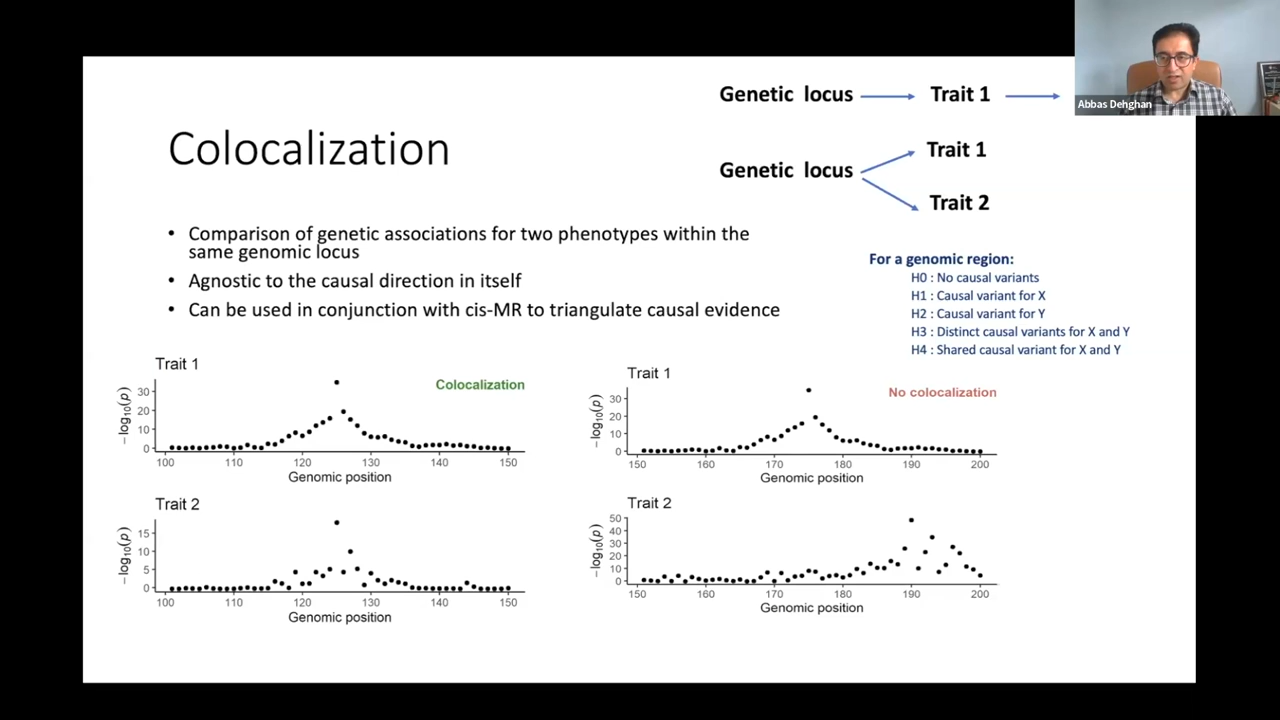 Genetic locus Trait 1
Abbas Dehghan
Colocalization
Trait 1
Genetic locus
Trait 2
• Comparison of genetic associations for two phenotypes within the
same genomic locus
• Agnostic to the causal direction in itself
• Can be used in conjunction with cis-MR to triangulate causal evidence
For a genomic region:
H0 : No causal variants
H1 : Causal variant for X
H2 : Causal variant for Y
H3 : Distinct causal variants for X and Y
H4 : Shared causal variant for X and Y
Trait 1
Colocalization
−log10(p)
30
20
10
0
100 110 120 130 140 150
Genomic position
Trait 2
−log10(p)
15
10
5
0
100 110 120 130 140 150
Genomic position
Trait 1
No colocalization
−log10(p)
30
20
10
0
150 160 170 180 190 200
Genomic position
Trait 2
−log10(p)
50
40
30
20
10
0
150 160 170 180 190 200
Genomic position